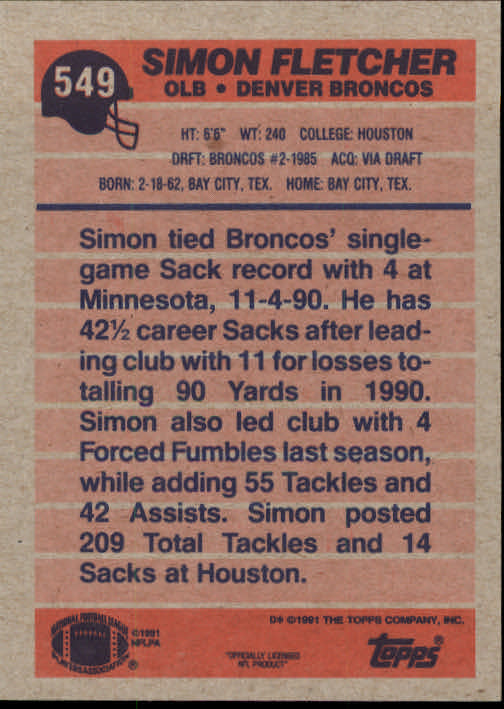 549
SIMON FLETCHER
OLB • DENVER BRONCOS
HT: 6'6" WT: 240 COLLEGE: HOUSTON
DRFT: BRONCOS #2-1985 ACQ: VIA DRAFT
BORN: 2-18-62, BAY CITY, TEX. HOME: BAY CITY, TEX.
Simon tied Broncos' single-
game Sack record with 4 at
Minnesota, 11-4-90. He has
42½ career Sacks after lead-
ing club with 11 for losses to-
talling 90 Yards in 1990.
Simon also led club with 4
Forced Fumbles last season,
while adding 55 Tackles and
42 Assists. Simon posted
209 Total Tackles and 14
Sacks at Houston.
NATIONAL FOOTBALL LEAGUE
PLAYERS ASSOCIATION
®
©1991
NFLPA
"OFFICIALLY LICENSED
NFL PRODUCT"
D* ©1991 THE TOPPS COMPANY, INC.
Topps®